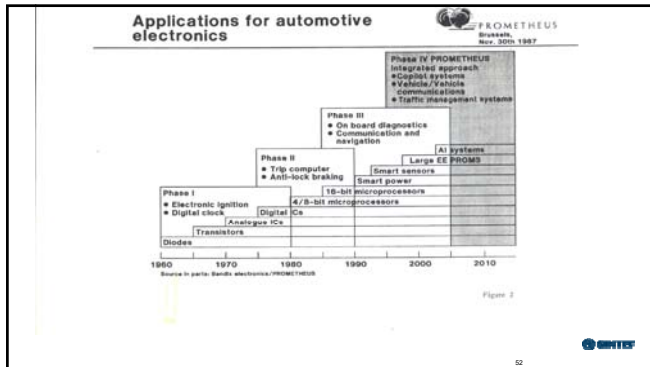 Applications for automotive
electronics
PROMETHEUS
Brussels,
Nov. 30th 1987
Phase IV PROMETHEUS
Integrated approach
• Copilot systems
• Vehicle/Vehicle
communications
• Traffic management systems
Phase III
• On board diagnostics
• Communication and
navigation
Phase II
• Trip computer
• Anti-lock braking
Phase I
• Electronic ignition
• Digital clock
AI systems
Large EE PROMS
Smart sensors
Smart power
16-bit microprocessors
4/8-bit microprocessors
Digital ICs
Analogue ICs
Transistors
Diodes
1960 1970 1980 1990 2000 2010
Source in parts: Bendix electronics/PROMETHEUS
Figure 2
SINTEF
52